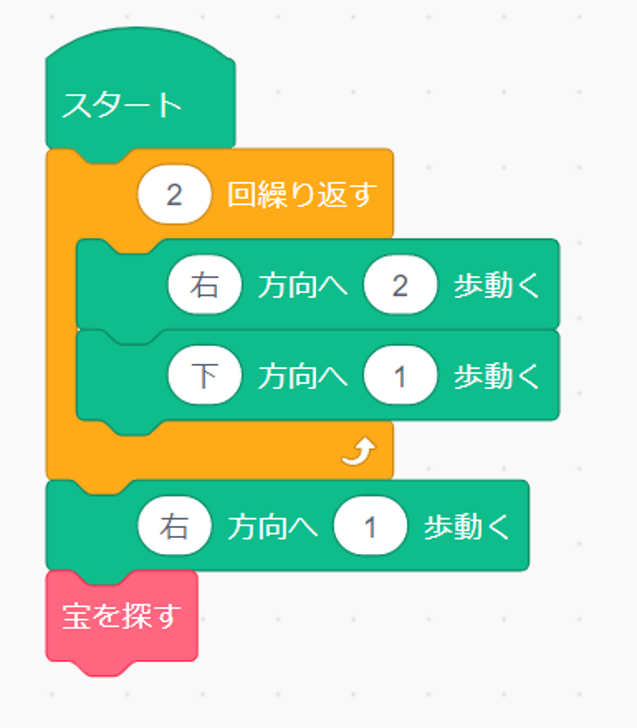 スタート
2 回繰り返す
右 方向へ 2 歩動く
下 方向へ 1 歩動く
右 方向へ 1 歩動く
宝を探す